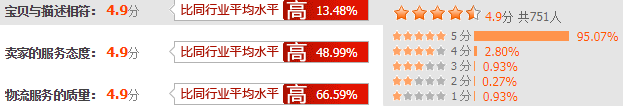 宝贝与描述相符： 4.9分 比同行业平均水平 高 13.48%
卖家的服务态度： 4.9分 比同行业平均水平 高 48.99%
物流服务的质量： 4.9分 比同行业平均水平 高 66.59%
4.9分 共751人
5 分 95.07%
4 分 2.80%
3 分 0.93%
2 分 0.27%
1 分 0.93%